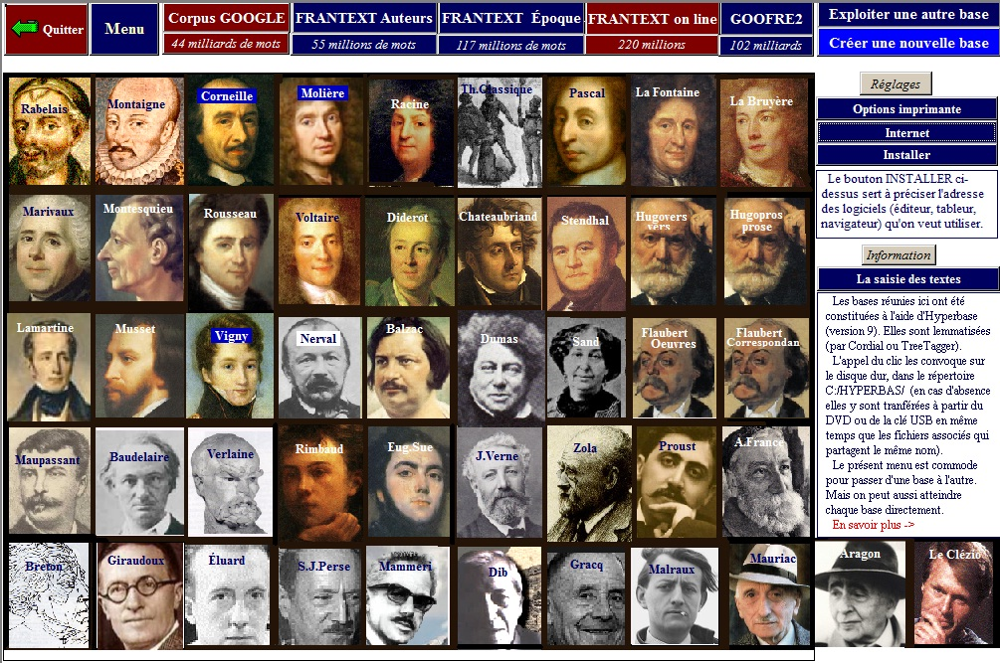 Quitter
Menu
Corpus GOOGLE
44 milliards de mots
FRANTEXT Auteurs
55 millions de mots
FRANTEXT Époque
117 millions de mots
FRANTEXT on line
220 millions
GOOFRE2
102 milliards
Exploiter une autre base
Créer une nouvelle base
Rabelais
Montaigne
Corneille
Molière
Racine
Th.Classique
Pascal
La Fontaine
La Bruyère
Marivaux
Montesquieu
Rousseau
Voltaire
Diderot
Chateaubriand
Stendhal
Hugovers
vers
Hugopros
prose
Lamartine
Musset
Vigny
Nerval
Balzac
Dumas
Sand
Flaubert
Oeuvres
Flaubert
Correspondan
Maupassant
Baudelaire
Verlaine
Rimbaud
Eug.Sue
J.Verne
Zola
Proust
A.France
Breton
Giraudoux
Éluard
S.J.Perse
Mammeri
Dib
Gracq
Malraux
Mauriac
Aragon
Le Clézio
Réglages
Options imprimante
Internet
Installer
Le bouton INSTALLER ci-
dessus sert à préciser l'adresse
des logiciels (éditeur, tableur,
navigateur) qu'on veut utiliser.
Information
La saisie des textes
Les bases réunies ici ont été
constituées à l'aide d'Hyperbase
(version 9). Elles sont lemmatisées
(par Cordial ou TreeTagger).
L'appel du clic les convoque sur
le disque dur, dans le répertoire
C:/HYPERBAS/ (en cas d'absence
elles y sont tranférées à partir du
DVD ou de la clé USB en même
temps que les fichiers associés qui
partagent le même nom).
Le présent menu est commode
pour passer d'une base à l'autre.
Mais on peut aussi atteindre
chaque base directement.
En savoir plus ->